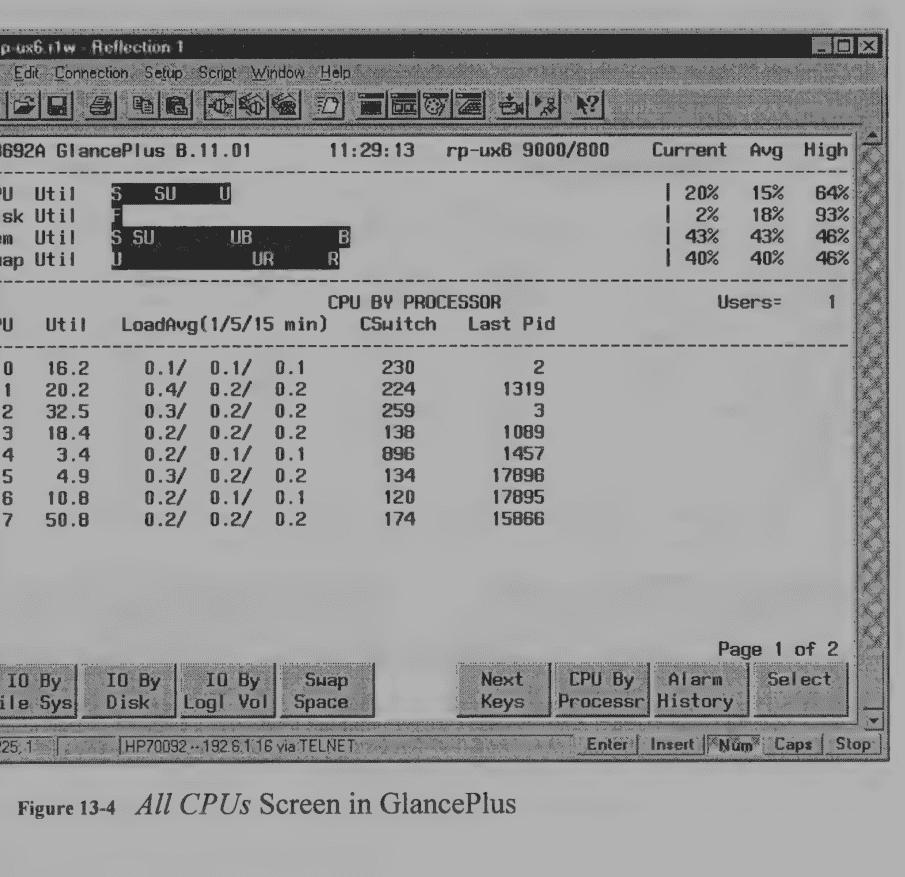 p-ux6.r1w - Reflection 1
Edit Connection Setup Script Window Help
3692A GlancePlus B.11.01 11:29:13 rp-ux6 9000/800 Current Avg High
PU Util S SU U | 20% 15% 64%
isk Util F | 2% 18% 93%
em Util S SU UB B | 43% 43% 46%
ap Util U UR R | 40% 40% 46%
CPU BY PROCESSOR Users= 1
PU Util LoadAvg(1/5/15 min) CSwitch Last Pid
0 16.2 0.1/ 0.1/ 0.1 230 2
1 20.2 0.4/ 0.2/ 0.2 224 1319
2 32.5 0.3/ 0.2/ 0.2 259 3
3 18.4 0.2/ 0.2/ 0.2 138 1089
4 3.4 0.2/ 0.1/ 0.1 896 1457
5 4.9 0.3/ 0.2/ 0.2 134 17896
6 10.8 0.2/ 0.1/ 0.1 120 17895
7 50.8 0.2/ 0.2/ 0.2 174 15866
Page 1 of 2
IO By IO By IO By Swap Next CPU By Alarm Select
ile Sys Disk Logl Vol Space Keys Processr History
25, 1 HP70092 -- 192.6.1.16 via TELNET Enter Insert Num Caps Stop
Figure 13-4 All CPUs Screen in GlancePlus